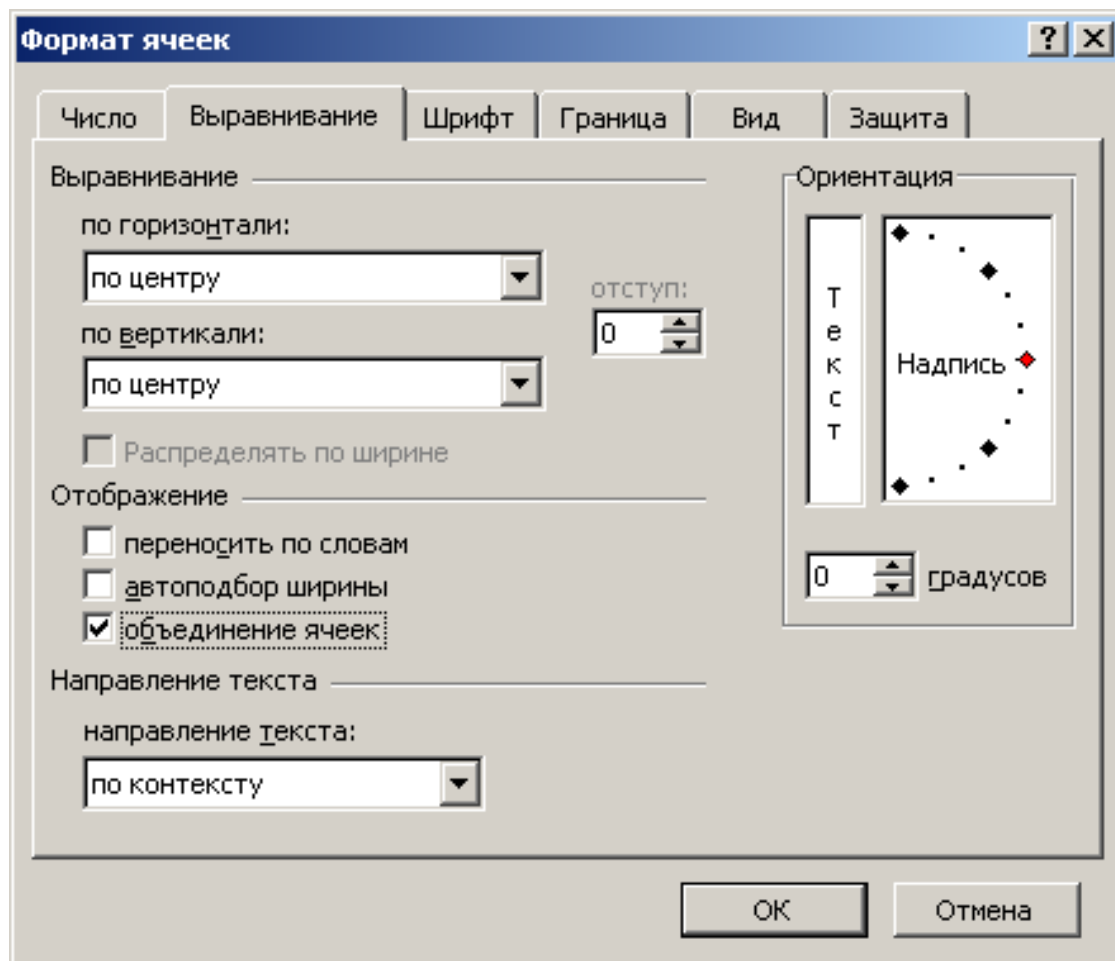 Формат ячеек
Число Выравнивание Шрифт Граница Вид Защита
Выравнивание
по горизонтали:
по центру
отступ:
0
по вертикали:
по центру
Распределять по ширине
Отображение
переносить по словам
автоподбор ширины
объединение ячеек
Направление текста
направление текста:
по контексту
Ориентация
Текст
Надпись
0 градусов
ОК Отмена